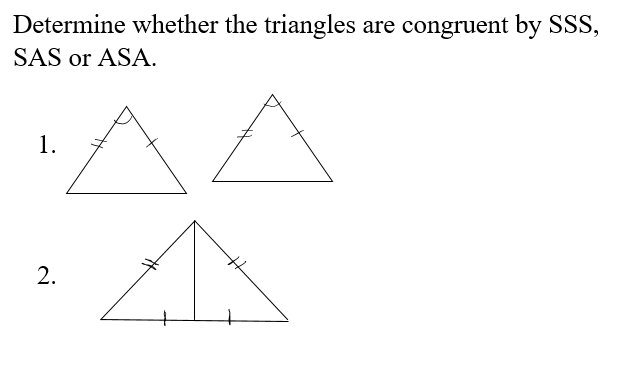 Determine whether the triangles are congruent by SSS,
SAS or ASA.
1.
2.